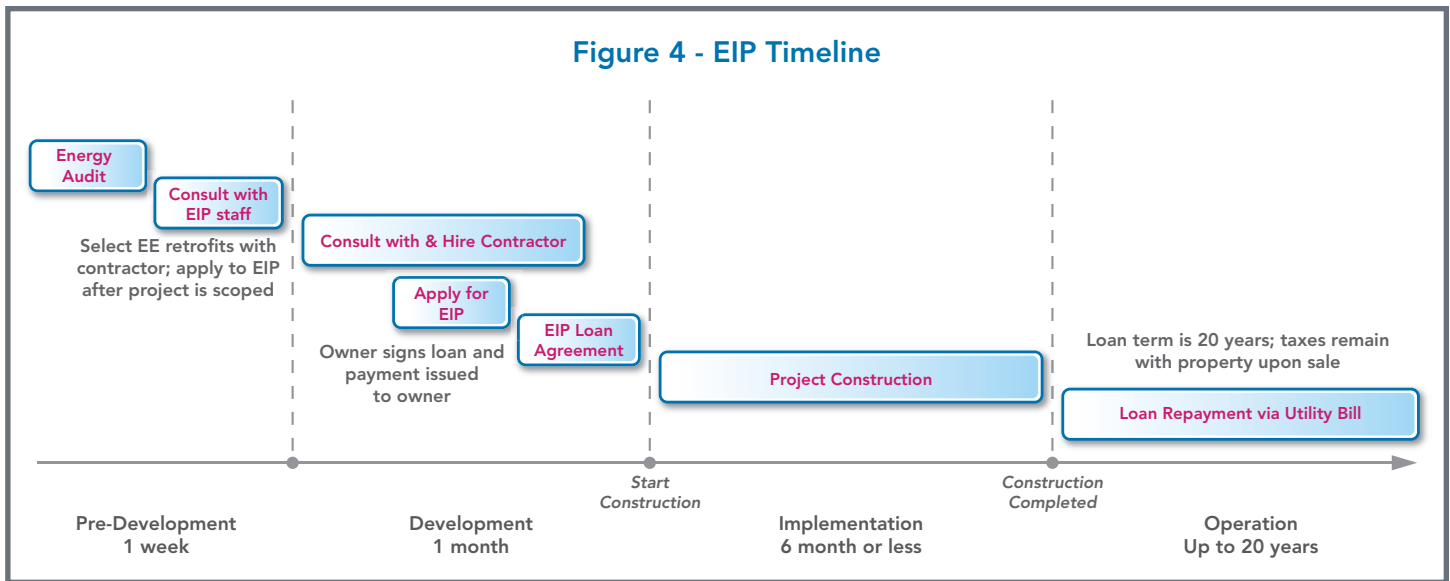 Figure 4 - EIP Timeline
Energy
Audit
Consult with
EIP staff
Select EE retrofits with
contractor; apply to EIP
after project is scoped
Consult with & Hire Contractor
Apply for
EIP
EIP Loan
Agreement
Owner signs loan and
payment issued
to owner
Project Construction
Loan term is 20 years; taxes remain
with property upon sale
Loan Repayment via Utility Bill
Start
Construction
Construction
Completed
Pre-Development
1 week
Development
1 month
Implementation
6 month or less
Operation
Up to 20 years